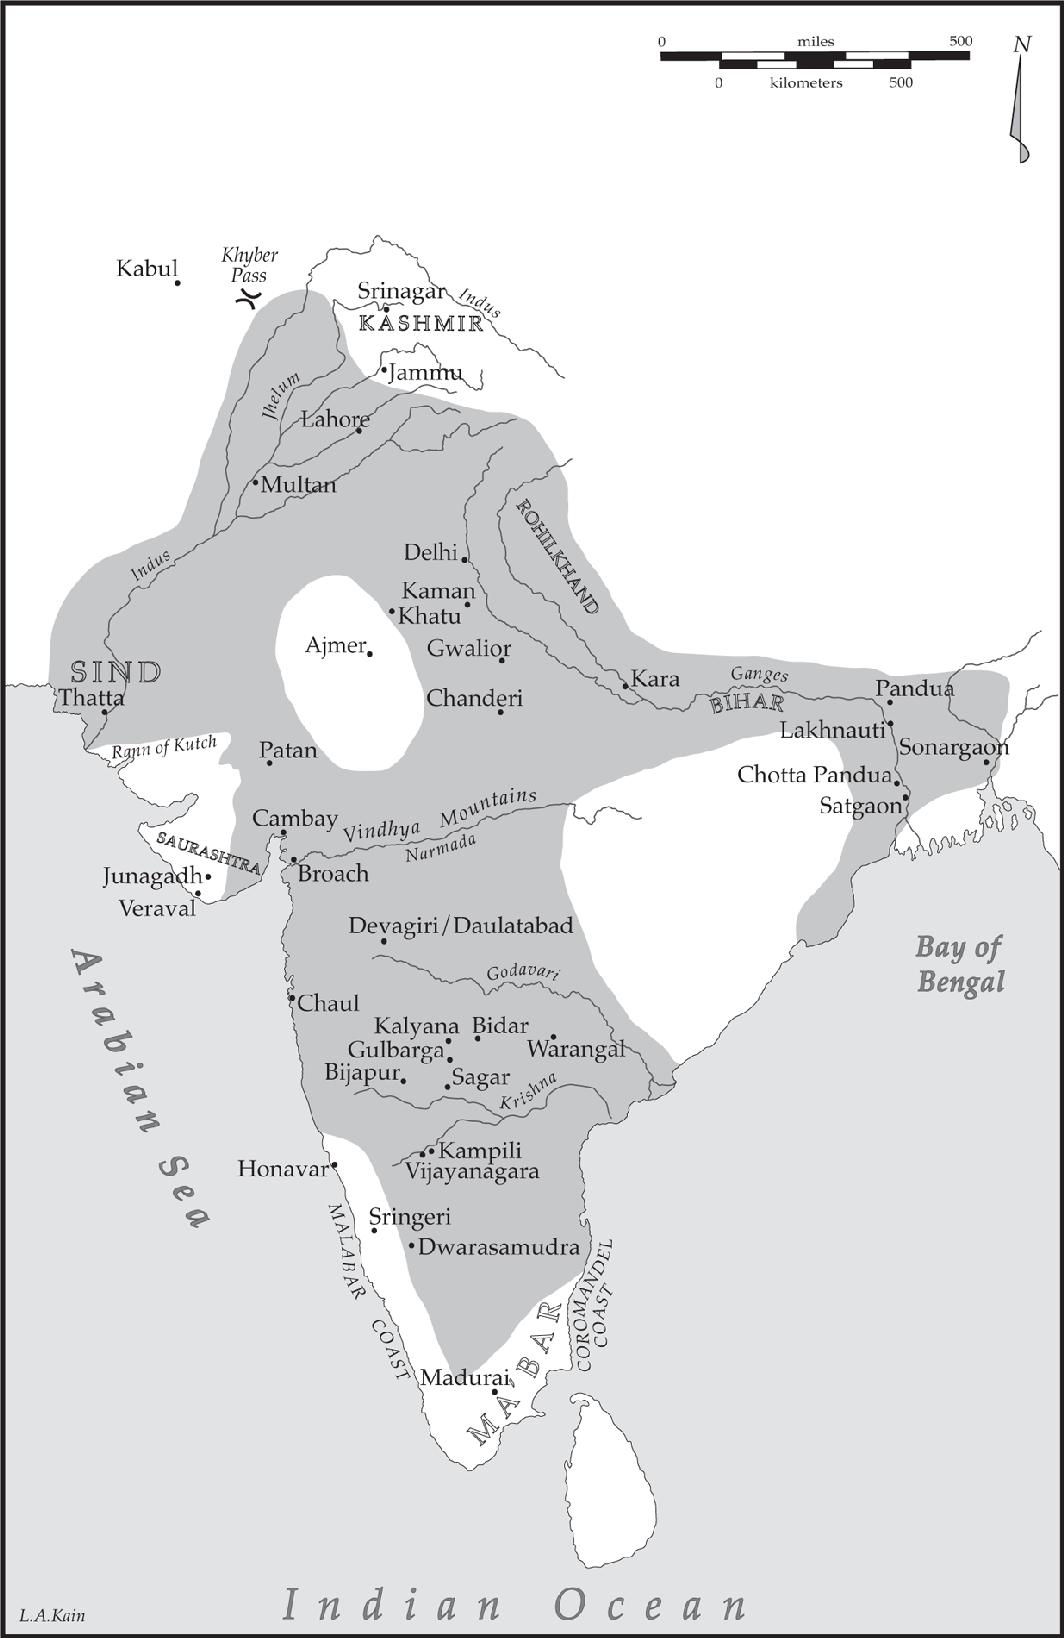 0 miles 500
0 kilometers 500
N
Khyber
Pass
Kabul
Srinagar
Indus
KASHMIR
Jammu
Jhelum
Lahore
Multan
ROHILKHAND
Indus
Delhi
Kaman
Khatu
Ajmer
Gwalior
SIND
Thatta
Kara
Ganges
BIHAR
Pandua
Chanderi
Lakhnauti
Rann of Kutch
Patan
Sonargaon
Chotta Pandua
Satgaon
Cambay
Vindhya Mountains
Narmada
SAURASHTRA
Junagadh
Broach
Veraval
Devagiri/Daulatabad
Bay of
Bengal
Arabian Sea
Godavari
Chaul
Kalyana
Bidar
Gulbarga
Warangal
Bijapur
Sagar
Krishna
Kampili
Vijayanagara
Honavar
Sringeri
Dwarasamudra
MALABAR COAST
COROMANDEL
COAST
MA'BAR
Madurai
Indian Ocean
L.A.Kain